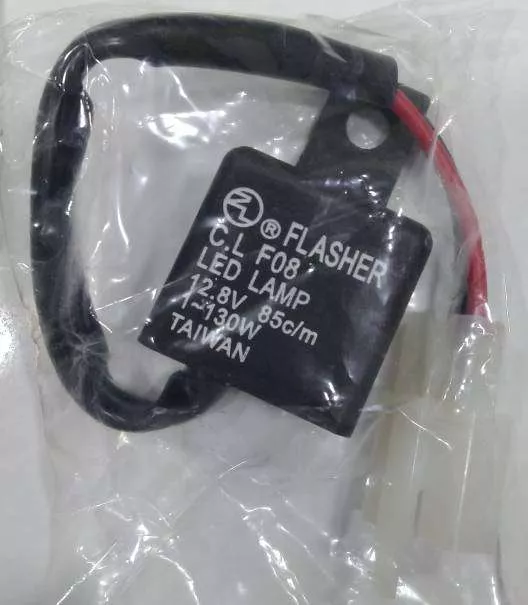 ® FLASHER
C.L F08
LED LAMP
12.8V 85c/m
1~130W
TAIWAN